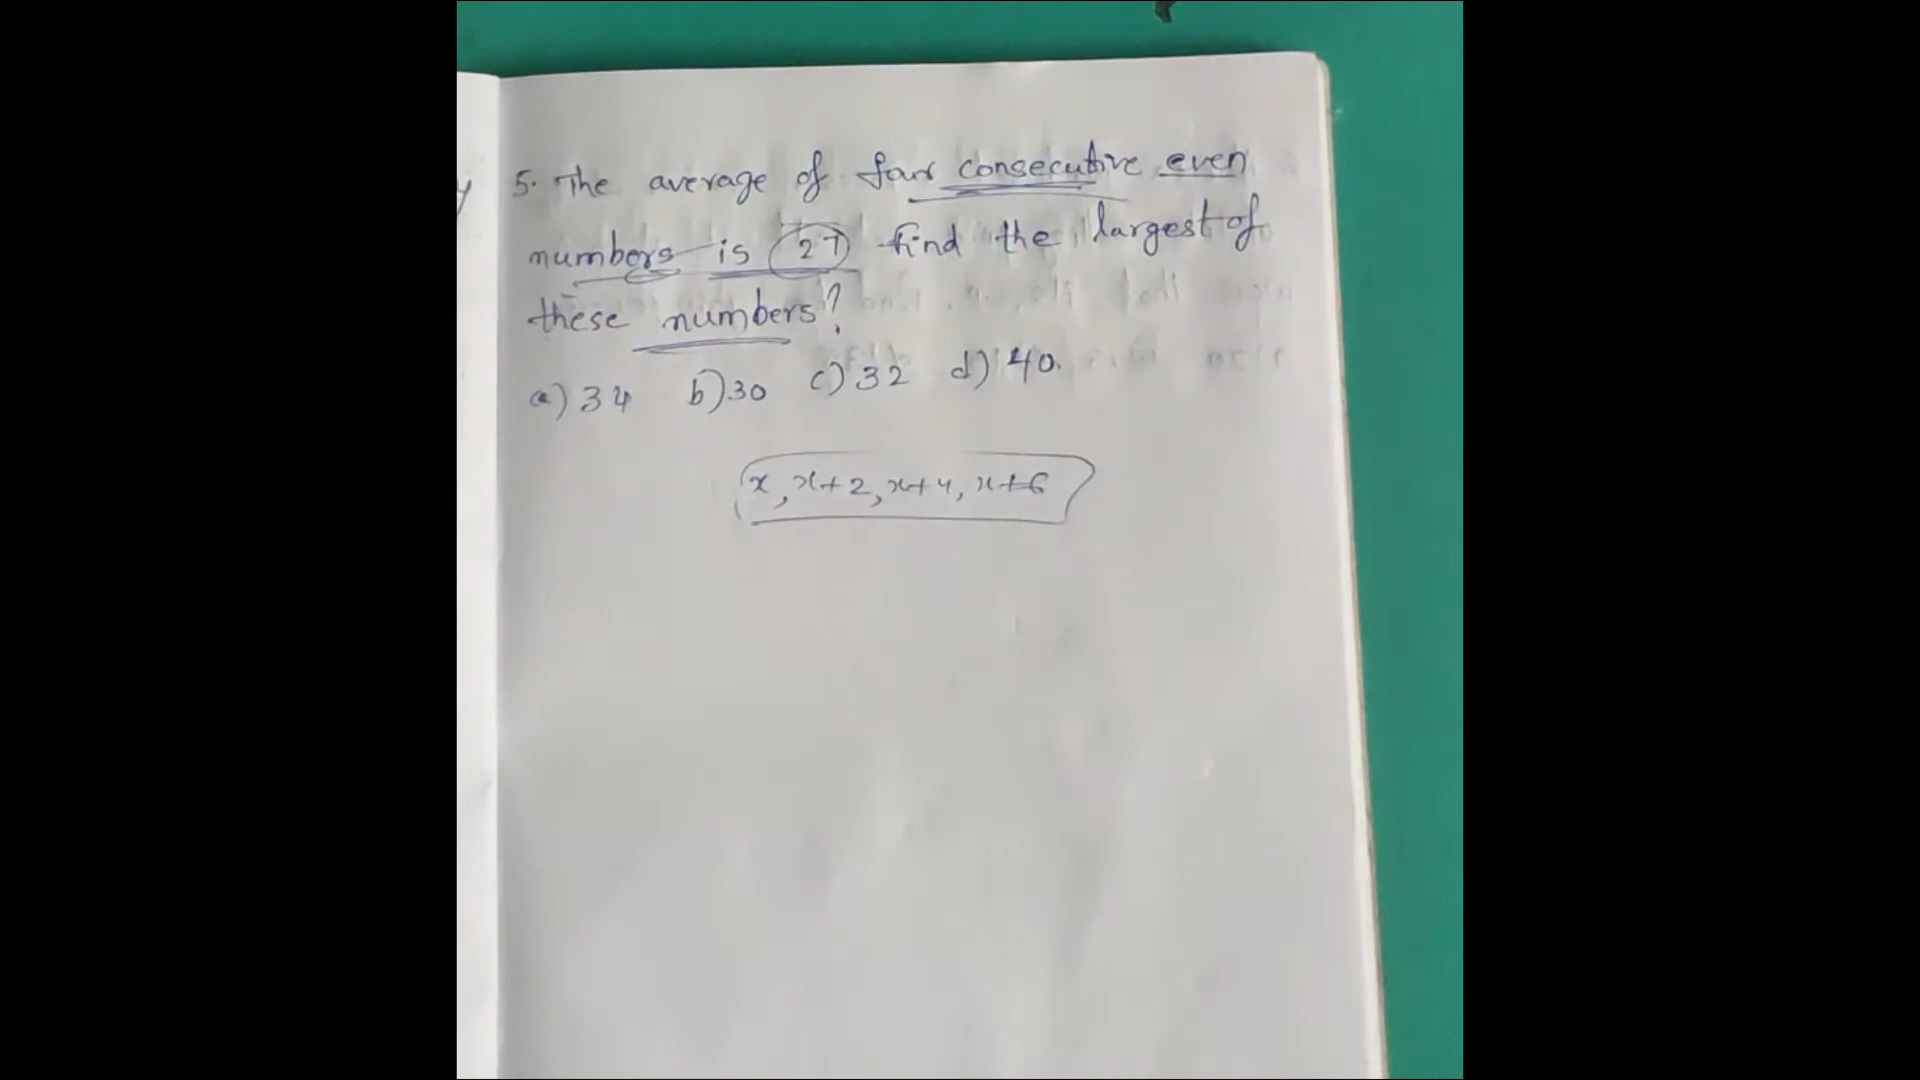 5. The average of four consecutive even
numbers is 27 find the largest of
these numbers?
a) 34 b) 30 c) 32 d) 40.
x, x+2, x+4, x+6